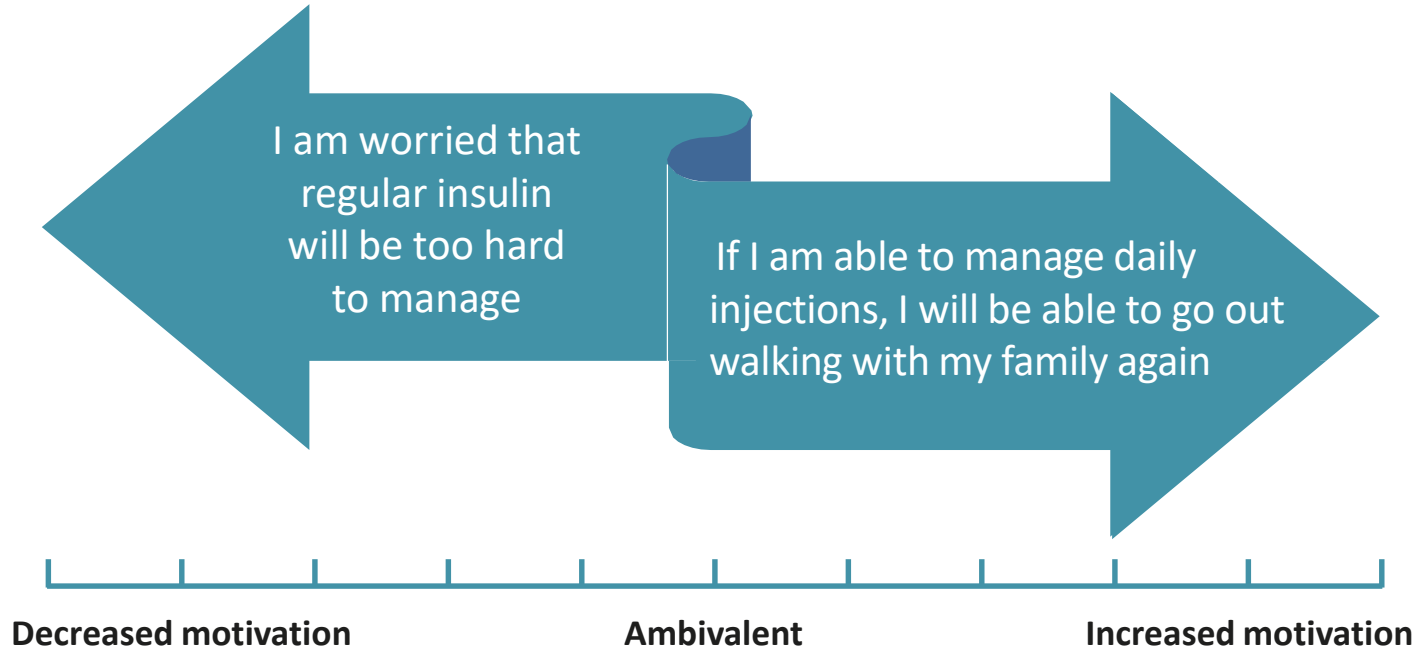 I am worried that
regular insulin
will be too hard
to manage
If I am able to manage daily
injections, I will be able to go out
walking with my family again
Decreased motivation
Ambivalent
Increased motivation